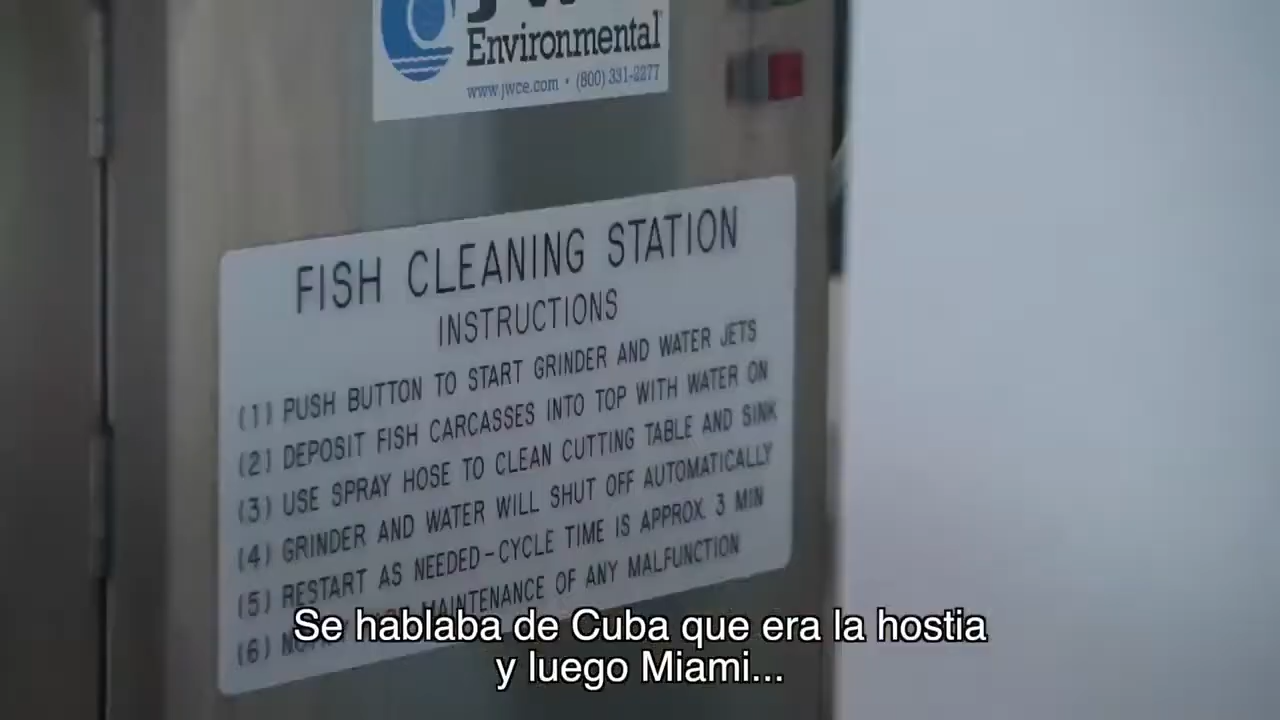 Environmental
www.jwce.com • (800) 331-2277
FISH CLEANING STATION
INSTRUCTIONS
(1) PUSH BUTTON TO START GRINDER AND WATER JETS
(2) DEPOSIT FISH CARCASSES INTO TOP WITH WATER ON
(3) USE SPRAY HOSE TO CLEAN CUTTING TABLE AND SINK
(4) GRINDER AND WATER WILL SHUT OFF AUTOMATICALLY
(5) RESTART AS NEEDED-CYCLE TIME IS APPROX. 3 MIN
(6) MAINTENANCE OF ANY MALFUNCTION
Se hablaba de Cuba que era la hostia
y luego Miami...